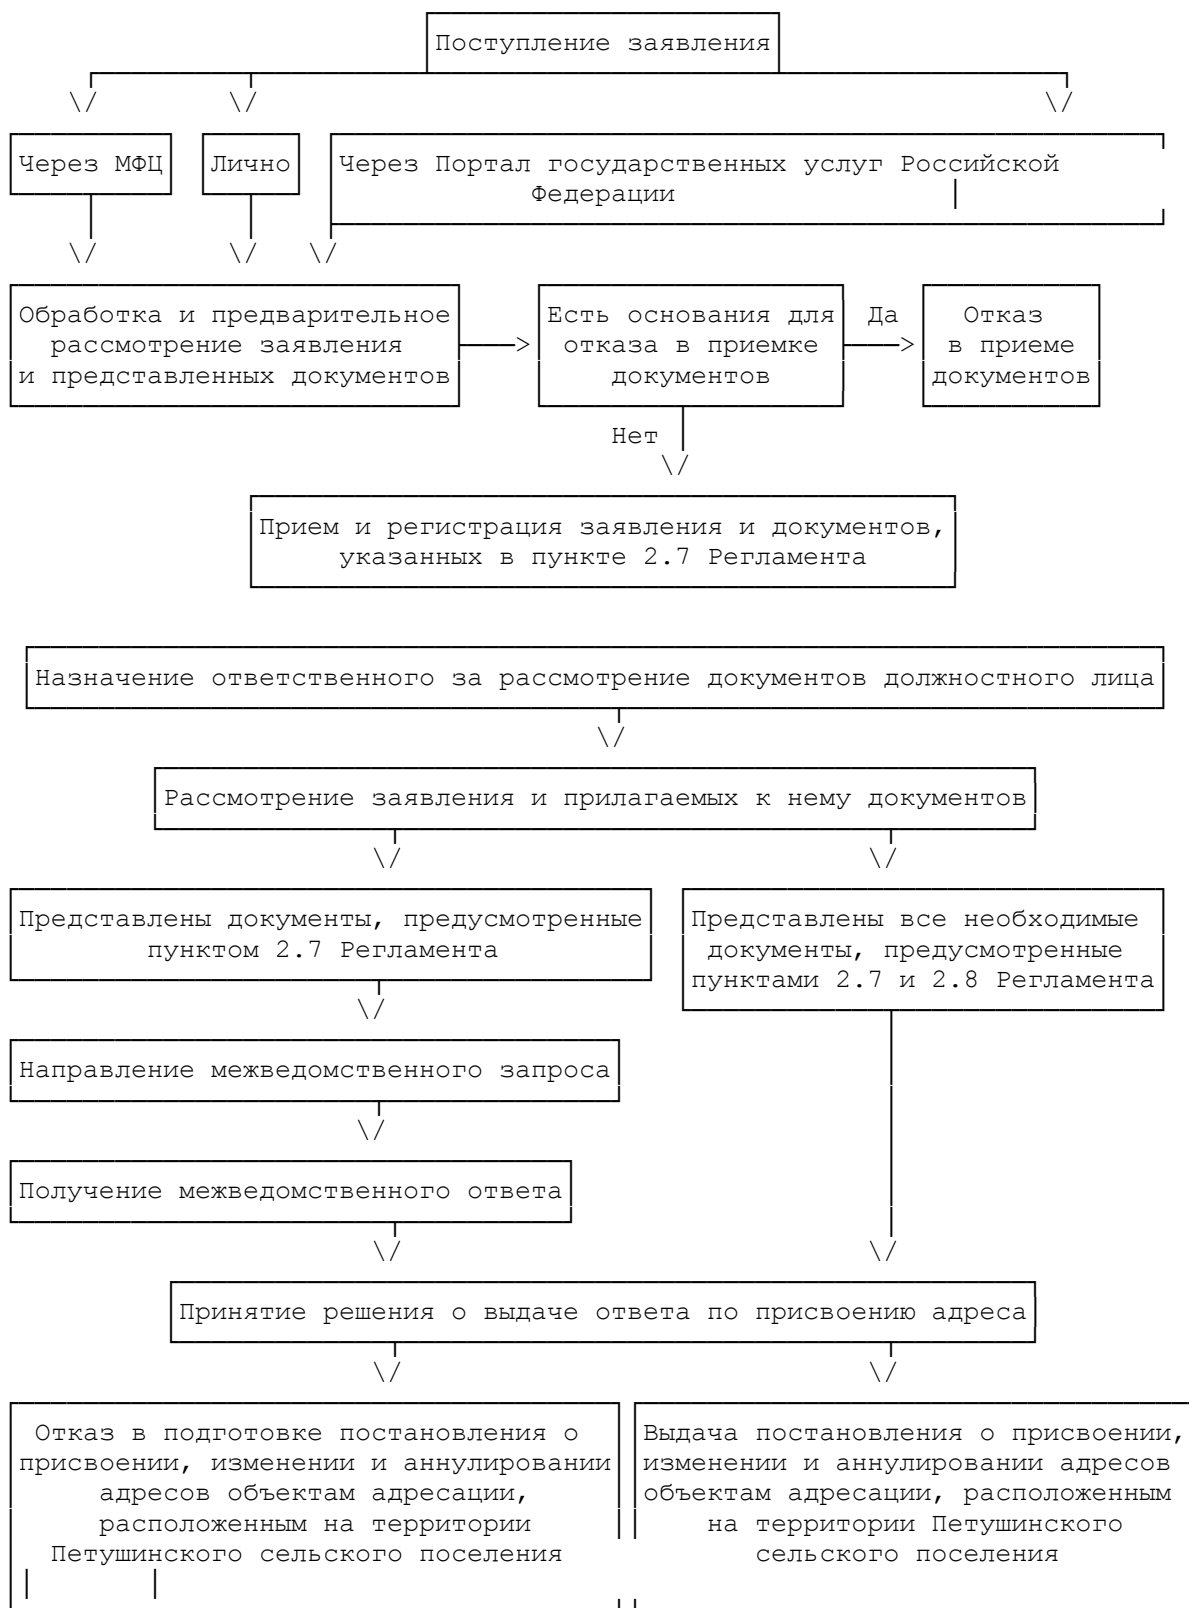 Поступление заявления
Через МФЦ
Лично
Через Портал государственных услуг Российской
Федерации
Обработка и предварительное
рассмотрение заявления
и представленных документов
Есть основания для
отказа в приемке
документов
Да
Отказ
в приеме
документов
Нет
Прием и регистрация заявления и документов,
указанных в пункте 2.7 Регламента
Назначение ответственного за рассмотрение документов должностного лица
Рассмотрение заявления и прилагаемых к нему документов
Представлены документы, предусмотренные
пунктом 2.7 Регламента
Представлены все необходимые
документы, предусмотренные
пунктами 2.7 и 2.8 Регламента
Направление межведомственного запроса
Получение межведомственного ответа
Принятие решения о выдаче ответа по присвоению адреса
Отказ в подготовке постановления о
присвоении, изменении и аннулировании
адресов объектам адресации,
расположенным на территории
Петушинского сельского поселения
Выдача постановления о присвоении,
изменении и аннулировании адресов
объектам адресации, расположенным
на территории Петушинского
сельского поселения